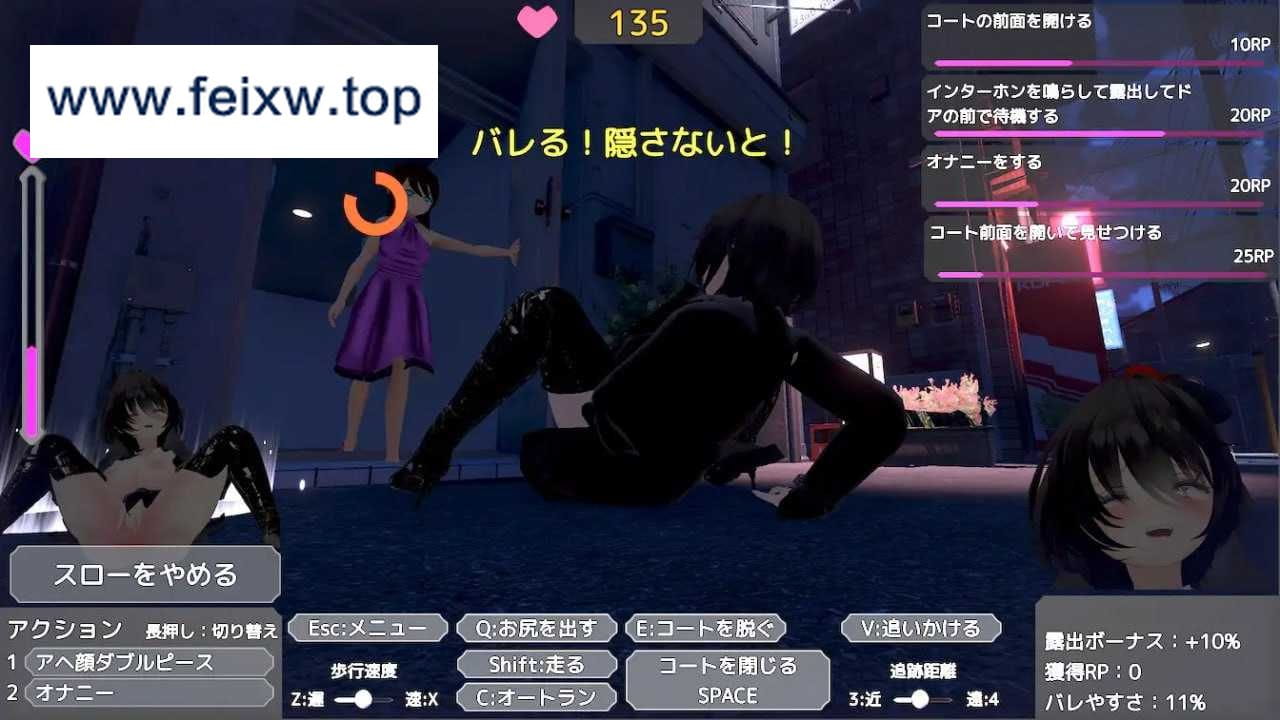 135
www.feixw.top
バレる！隠さないと！
コートの前面を開ける
10RP
インターホンを鳴らして露出してド
アの前で待機する
20RP
オナニーをする
20RP
コート前面を開いて見せつける
25RP
スローをやめる
アクション 長押し：切り替え
1 アヘ顔ダブルピース
2 オナニー
Esc:メニュー
Q:お尻を出す
E:コートを脱ぐ
V:追いかける
歩行速度
Z:遅 速:X
Shift:走る
C:オートラン
コートを閉じる
SPACE
追跡距離
3:近 遠:4
露出ボーナス：+10%
獲得RP：0
バレやすさ：11%